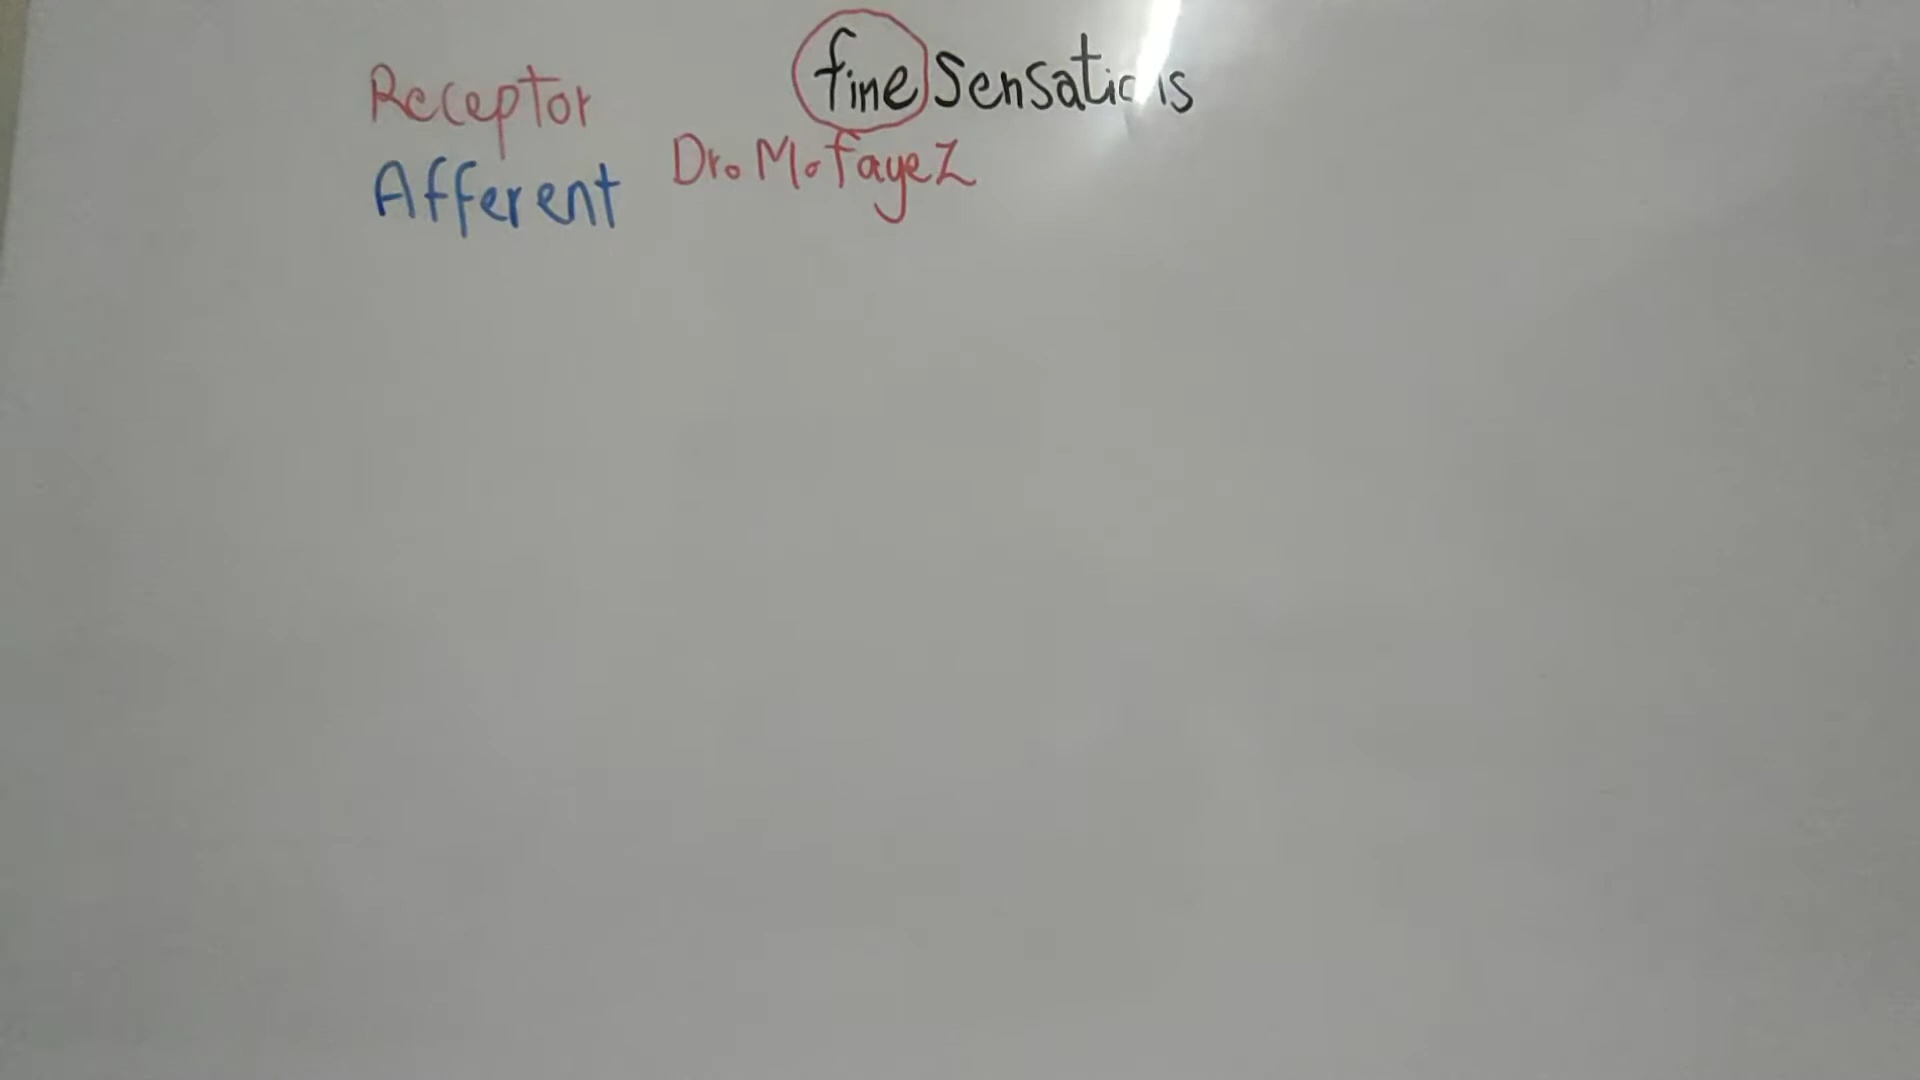 fine Sensations
Receptor
Dr. M. fayeZ
Afferent